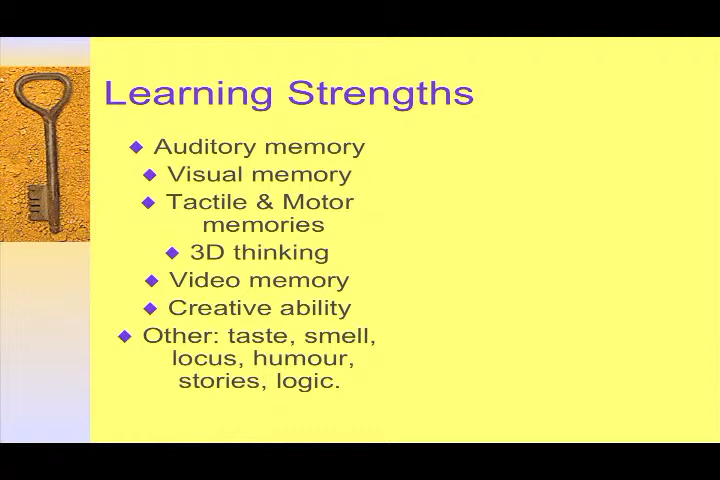 Learning Strengths
Auditory memory
Visual memory
Tactile & Motor
memories
3D thinking
Video memory
Creative ability
Other: taste, smell,
locus, humour,
stories, logic.